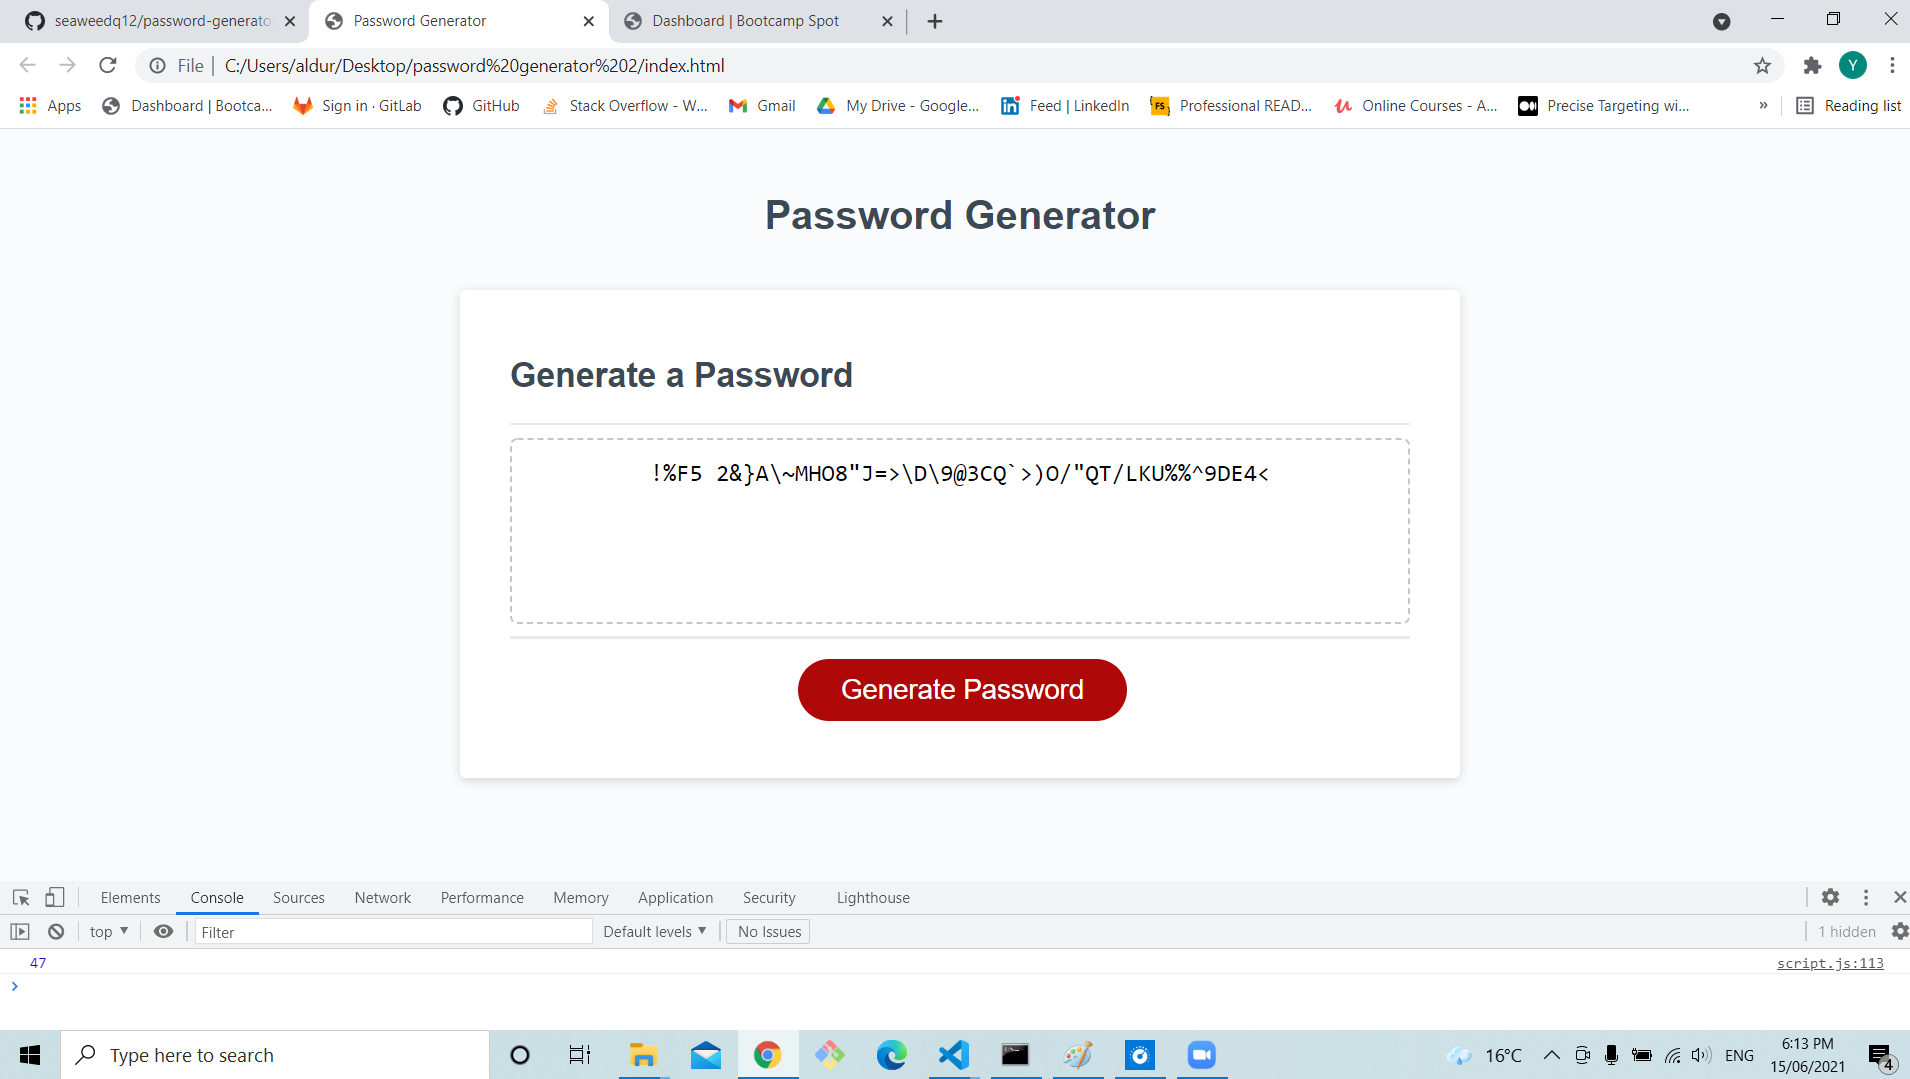 seaweedq12/password-generato
Password Generator
Dashboard | Bootcamp Spot
File
C:/Users/aldur/Desktop/password%20generator%202/index.html
Y
Apps
Dashboard | Bootca...
Sign in · GitLab
GitHub
Stack Overflow - W...
Gmail
My Drive - Google...
Feed | LinkedIn
Professional READ...
Online Courses - A...
Precise Targeting wi...
»
Reading list
Password Generator
Generate a Password
!%F5 2&}A\~MHO8"J=>\D\9@3CQ`>)O/"QT/LKU%%^9DE4<
Generate Password
Elements
Console
Sources
Network
Performance
Memory
Application
Security
Lighthouse
top
Filter
Default levels
No Issues
1 hidden
47
script.js:113
Type here to search
16°C
ENG
6:13 PM
15/06/2021
4